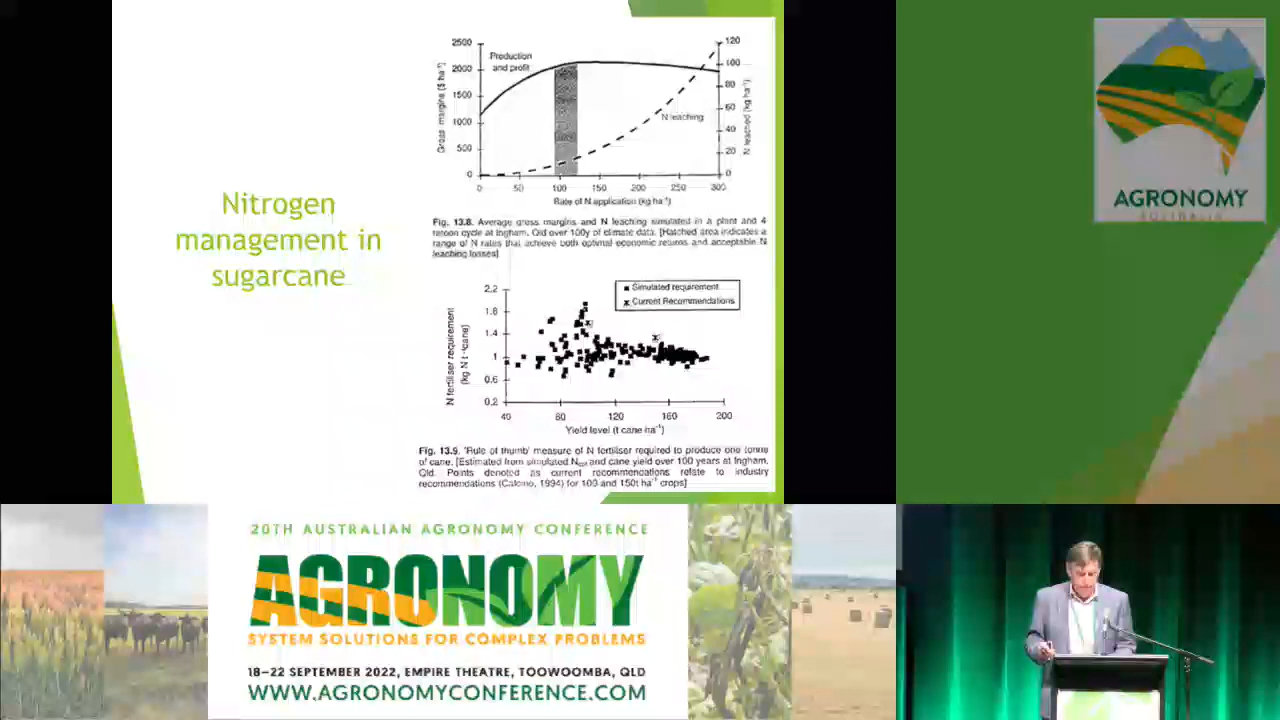 Nitrogen
management in
sugarcane
2500
2000
1500
1000
500
0
Gross margins ($ ha⁻¹)
Production
and profit
N leaching
120
100
80
60
40
20
0
N leached (kg ha⁻¹)
0 50 100 150 200 250 300
Rate of N application (kg ha⁻¹)
Fig. 13.8. Average gross margins and N leaching simulated in a plant and 4
ratoon cycle at Ingham, Qld over 100y of climate data. [Hatched area indicates a
range of N rates that achieve both optimal economic returns and acceptable N
leaching losses]
2.2
1.8
1.4
1
0.6
0.2
N fertiliser requirement
(kg N t⁻¹cane)
Simulated requirement
Current Recommendations
40 80 120 160 200
Yield level (t cane ha⁻¹)
Fig. 13.9. 'Rule of thumb' measure of N fertiliser required to produce one tonne
of cane. [Estimated from simulated and cane yield over 100 years at Ingham,
Qld. Points denoted as current recommendations relate to industry
recommendations (Calcino, 1994) for 100 and 150t ha⁻¹ crops]
AGRONOMY
AUSTRALIA
20TH AUSTRALIAN AGRONOMY CONFERENCE
AGRONOMY
SYSTEM SOLUTIONS FOR COMPLEX PROBLEMS
18–22 SEPTEMBER 2022, EMPIRE THEATRE, TOOWOOMBA, QLD
WWW.AGRONOMYCONFERENCE.COM